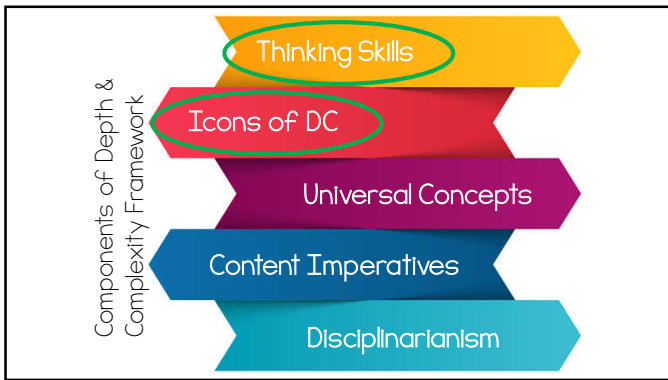 Components of Depth &
Complexity Framework
Thinking Skills
Icons of DC
Universal Concepts
Content Imperatives
Disciplinarianism